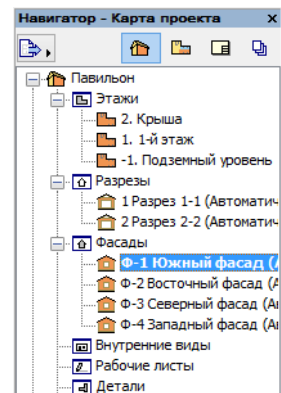 Навигатор – Карта проекта x
Павильон
Этажи
2. Крыша
1. 1-й этаж
-1. Подземный уровень
Разрезы
1 Разрез 1-1 (Автоматич
2 Разрез 2-2 (Автоматич
Фасады
Ф-1 Южный фасад (А
Ф-2 Восточный фасад (А
Ф-3 Северный фасад (Ав
Ф-4 Западный фасад (Ав
Внутренние виды
Рабочие листы
Детали